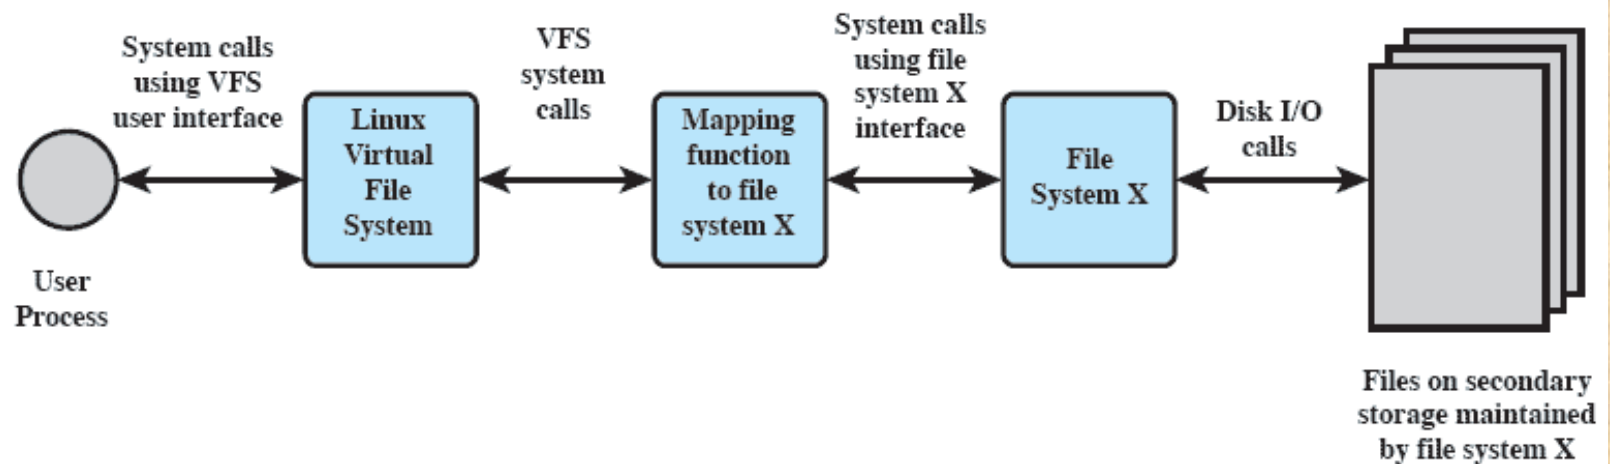 System calls
using VFS
user interface
VFS
system
calls
System calls
using file
system X
interface
Disk I/O
calls
Linux
Virtual
File
System
Mapping
function
to file
system X
File
System X
User
Process
Files on secondary
storage maintained
by file system X